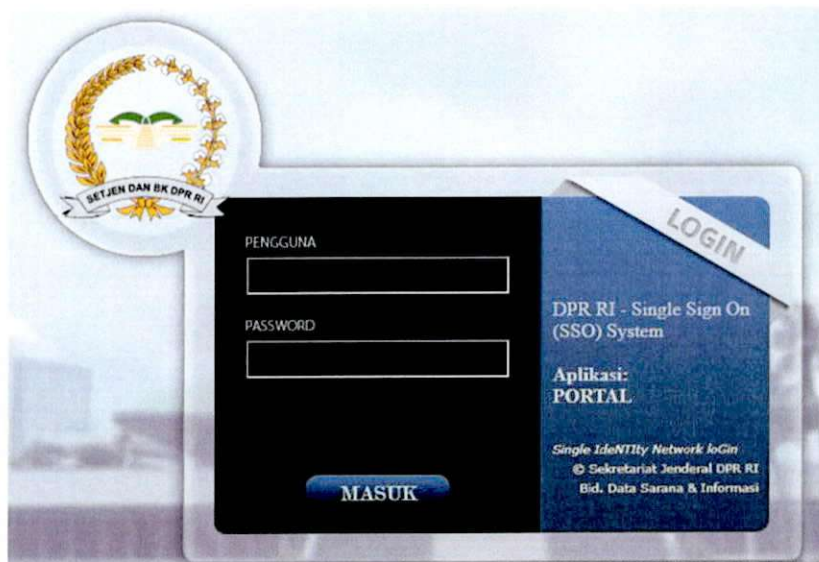 SETJEN DAN BK DPR RI
LOGIN
PENGGUNA
PASSWORD
MASUK
DPR RI - Single Sign On
(SSO) System
Aplikasi:
PORTAL
Single IdeNTIty Network loGin
© Sekretariat Jenderal DPR RI
Bid. Data Sarana & Informasi